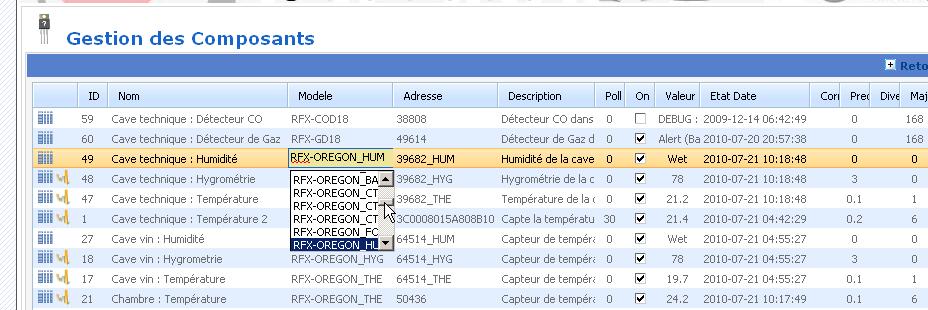 Gestion des Composants
Reto
ID Nom Modele Adresse Description Poll On Valeur Etat Date Corr Prec Dive Maj
59 Cave technique : Détecteur CO RFX-COD18 38808 Détecteur CO dans 0 DEBUG : 2009-12-14 06:42:49 0 168
60 Cave technique : Détecteur de Gaz RFX-GD18 49614 Détecteur de Gaz d 0 Alert (Ba 2010-07-20 20:57:38 0 168
49 Cave technique : Humidité RFX-OREGON_HUM 39682_HUM Humidité de la cave 0 Wet 2010-07-21 10:18:48 0 0
48 Cave technique : Hygrométrie RFX-OREGON_BA 39682_HYG Hygrométrie de la c 0 78 2010-07-21 10:18:48 3 0
47 Cave technique : Température RFX-OREGON_CT 39682_THE Température de la c 0 21.2 2010-07-21 10:18:48 0.1 1
RFX-OREGON_CT
1 Cave technique : Température 2 RFX-OREGON_CT 3C0008015A808B10 Capte la températu 30 21.4 2010-07-21 04:42:29 0.2 6
27 Cave vin : Humidité RFX-OREGON_FO 64514_HUM Capteur de tempéra 0 Wet 2010-07-21 04:55:27 0 0
RFX-OREGON_HU
18 Cave vin : Hygrometrie RFX-OREGON_HYG 64514_HYG Capteur de tempéra 0 78 2010-07-21 04:55:27 3 0
17 Cave vin : Température RFX-OREGON_THE 64514_THE Capteur de tempéra 0 19.7 2010-07-21 04:55:27 0.1 1
21 Chambre : Température RFX-OREGON_THE 50436 Capteur de tempéra 0 24.2 2010-07-21 10:17:49 0.1 6